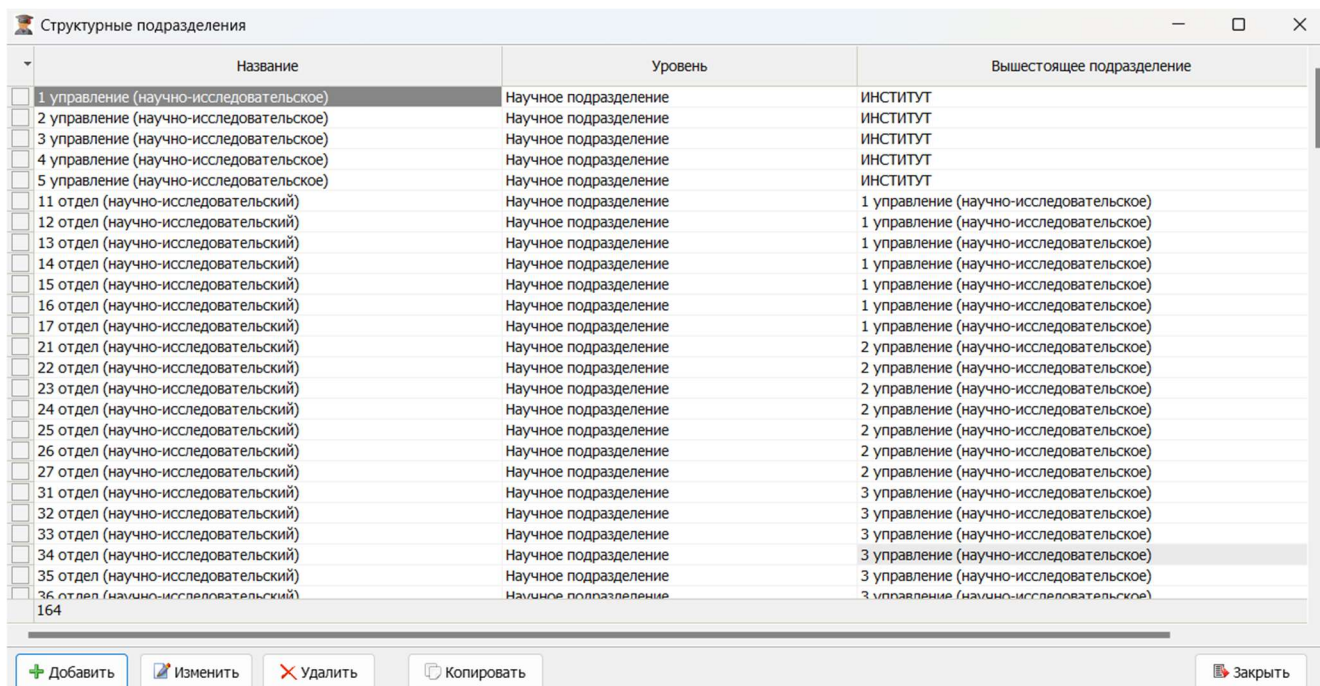 Структурные подразделения
Название Уровень Вышестоящее подразделение
1 управление (научно-исследовательское) Научное подразделение ИНСТИТУТ
2 управление (научно-исследовательское) Научное подразделение ИНСТИТУТ
3 управление (научно-исследовательское) Научное подразделение ИНСТИТУТ
4 управление (научно-исследовательское) Научное подразделение ИНСТИТУТ
5 управление (научно-исследовательское) Научное подразделение ИНСТИТУТ
11 отдел (научно-исследовательский) Научное подразделение 1 управление (научно-исследовательское)
12 отдел (научно-исследовательский) Научное подразделение 1 управление (научно-исследовательское)
13 отдел (научно-исследовательский) Научное подразделение 1 управление (научно-исследовательское)
14 отдел (научно-исследовательский) Научное подразделение 1 управление (научно-исследовательское)
15 отдел (научно-исследовательский) Научное подразделение 1 управление (научно-исследовательское)
16 отдел (научно-исследовательский) Научное подразделение 1 управление (научно-исследовательское)
17 отдел (научно-исследовательский) Научное подразделение 1 управление (научно-исследовательское)
21 отдел (научно-исследовательский) Научное подразделение 2 управление (научно-исследовательское)
22 отдел (научно-исследовательский) Научное подразделение 2 управление (научно-исследовательское)
23 отдел (научно-исследовательский) Научное подразделение 2 управление (научно-исследовательское)
24 отдел (научно-исследовательский) Научное подразделение 2 управление (научно-исследовательское)
25 отдел (научно-исследовательский) Научное подразделение 2 управление (научно-исследовательское)
26 отдел (научно-исследовательский) Научное подразделение 2 управление (научно-исследовательское)
27 отдел (научно-исследовательский) Научное подразделение 2 управление (научно-исследовательское)
31 отдел (научно-исследовательский) Научное подразделение 3 управление (научно-исследовательское)
32 отдел (научно-исследовательский) Научное подразделение 3 управление (научно-исследовательское)
33 отдел (научно-исследовательский) Научное подразделение 3 управление (научно-исследовательское)
34 отдел (научно-исследовательский) Научное подразделение 3 управление (научно-исследовательское)
35 отдел (научно-исследовательский) Научное подразделение 3 управление (научно-исследовательское)
36 отдел (научно-исследовательский) Научное подразделение 3 управление (научно-исследовательское)
164
Добавить Изменить Удалить Копировать Закрыть